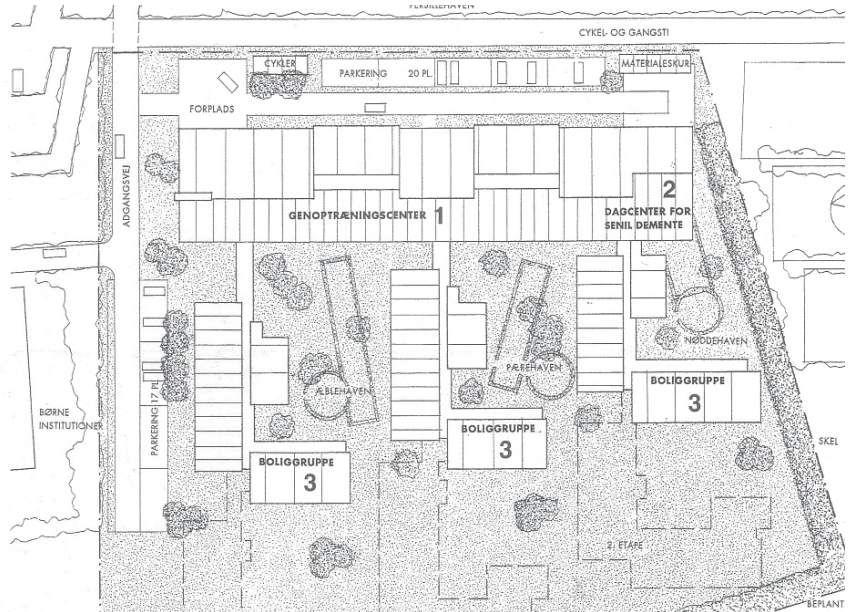 PERSILLEHAVEN
CYKEL- OG GANGSTI
CYKLER
PARKERING 20 PL.
MATERIALESKUR
FORPLADS
ADGANGSVEJ
GENOPTRÆNINGSCENTER 1
2
DAGCENTER FOR
SENIL DEMENTE
NØDDEHAVEN
ÆBLEHAVEN
PÆREHAVEN
BOLIGGRUPPE
3
BØRNE
INSTITUTIONER
PARKERING 17 PL.
BOLIGGRUPPE
3
BOLIGGRUPPE
3
SKEL
2. ETAPE
BEPLANT